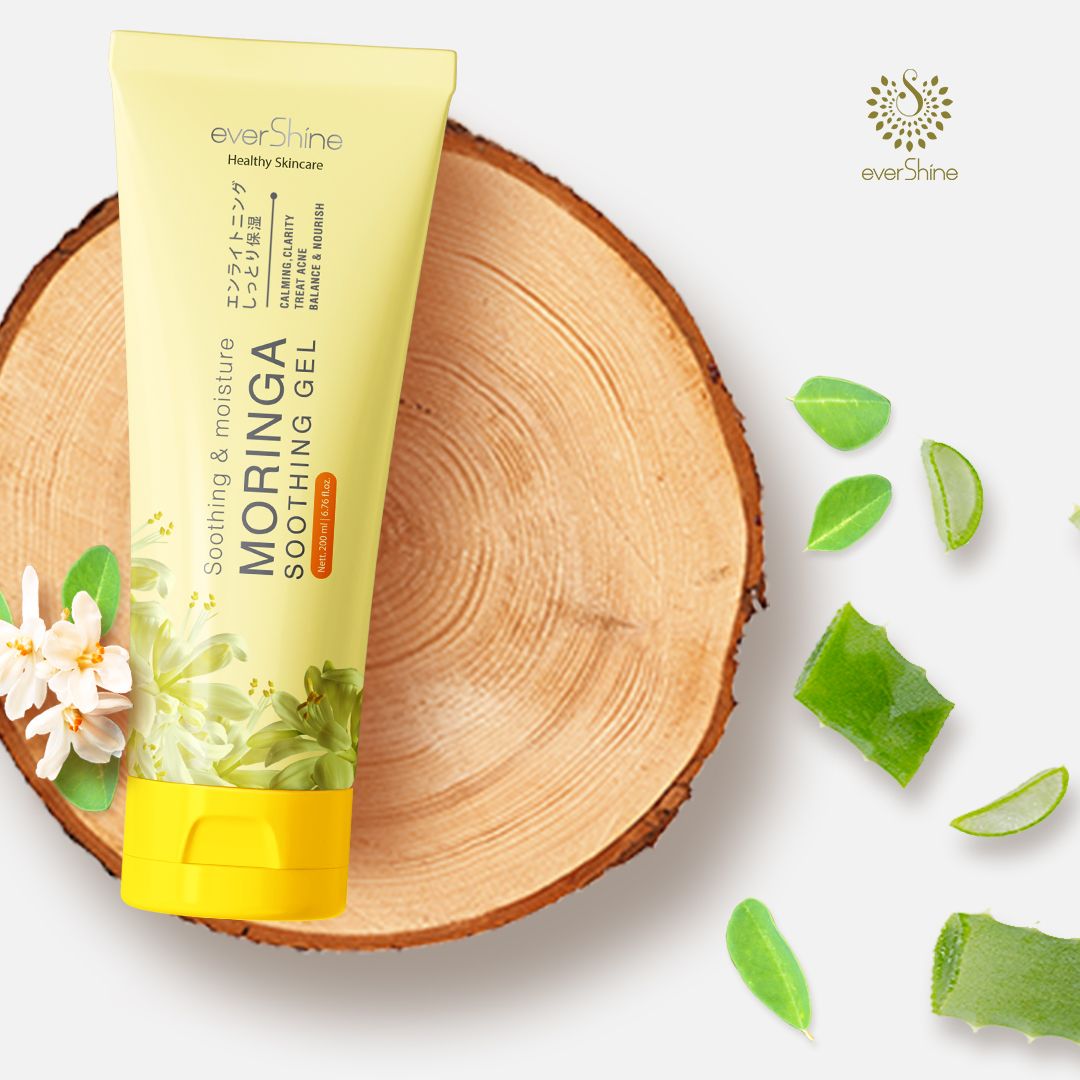 everShine
Healthy Skincare
エンライトニング
しっとり保湿
CALMING,CLARITY
TREAT ACNE
BALANCE & NOURISH
Soothing & moisture
MORINGA
SOOTHING GEL
Nett. 200 ml | 6.76 fl.oz.
everShine